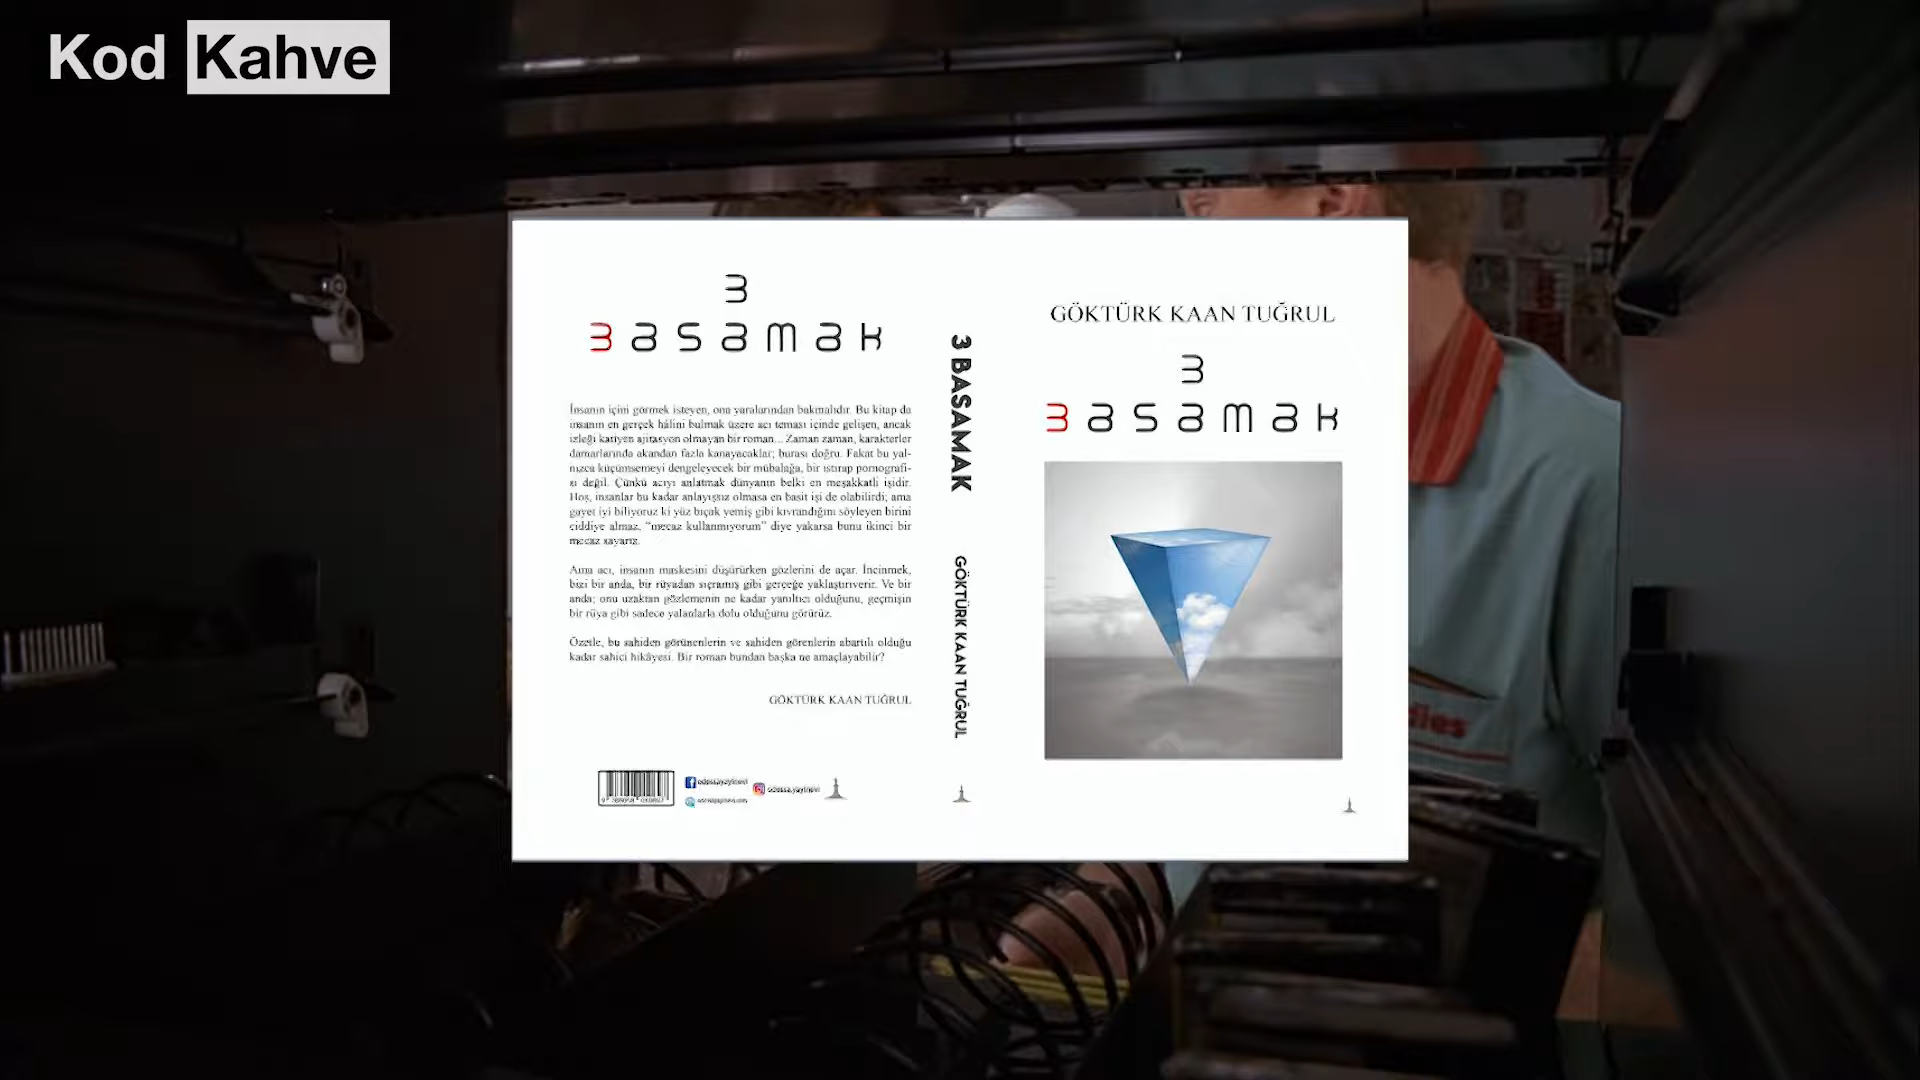 Kod Kahve
3
3asamak
İnsanın içini görmek isteyen, ona yaralarından bakmalıdır. Bu kitap da
insanın en gerçek hâlini bulmak üzere acı teması içinde gelişen, ancak
izleği katiyen ajitasyon olmayan bir roman... Zaman zaman, karakterler
damarlarında akandan fazla kanayacaklar; burası doğru. Fakat bu yal-
nızca küçümsemeyi dengeleyecek bir mübalağa, bir ıstırap pornografi-
si değil. Çünkü acıyı anlatmak dünyanın belki en meşakkatli işidir.
Hoş, insanlar bu kadar anlayışsız olmasa en basit işi de olabilirdi; ama
gayet iyi biliyoruz ki yüz bıçak yemiş gibi kıvrandığını söyleyen birini
ciddiye almaz, "mecaz kullanmıyorum" diye yakarsa bunu ikinci bir
mecaz sayarız.
Ama acı, insanın maskesini düşürürken gözlerini de açar. İncinmek,
bizi bir anda, bir rüyadan sıçramış gibi gerçeğe yaklaştırıverir. Ve bir
anda; onu uzaktan gözlemenin ne kadar yanıltıcı olduğunu, geçmişin
bir rüya gibi sadece yalanlarla dolu olduğunu görürüz.
Özetle, bu sahiden görünenlerin ve sahiden görenlerin abartılı olduğu
kadar sahici hikâyesi. Bir roman bundan başka ne amaçlayabilir?
GÖKTÜRK KAAN TUĞRUL
odessayayinevi
odessa.yayinevi
3 BASAMAK
GÖKTÜRK KAAN TUĞRUL
GÖKTÜRK KAAN TUĞRUL
3
3asamak